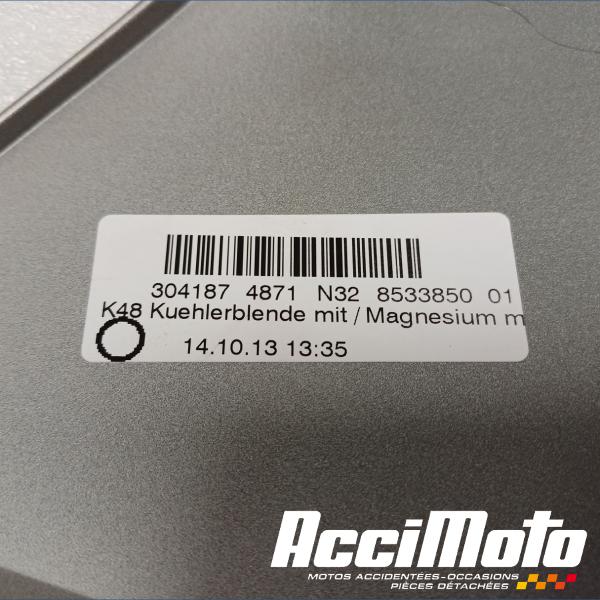 304187 4871 N32 8533850 01
K48 Kuehlerblende mit / Magnesium m
14.10.13 13:35
AcciMoto
MOTOS ACCIDENTÉES-OCCASIONS
PIÈCES DÉTACHÉES